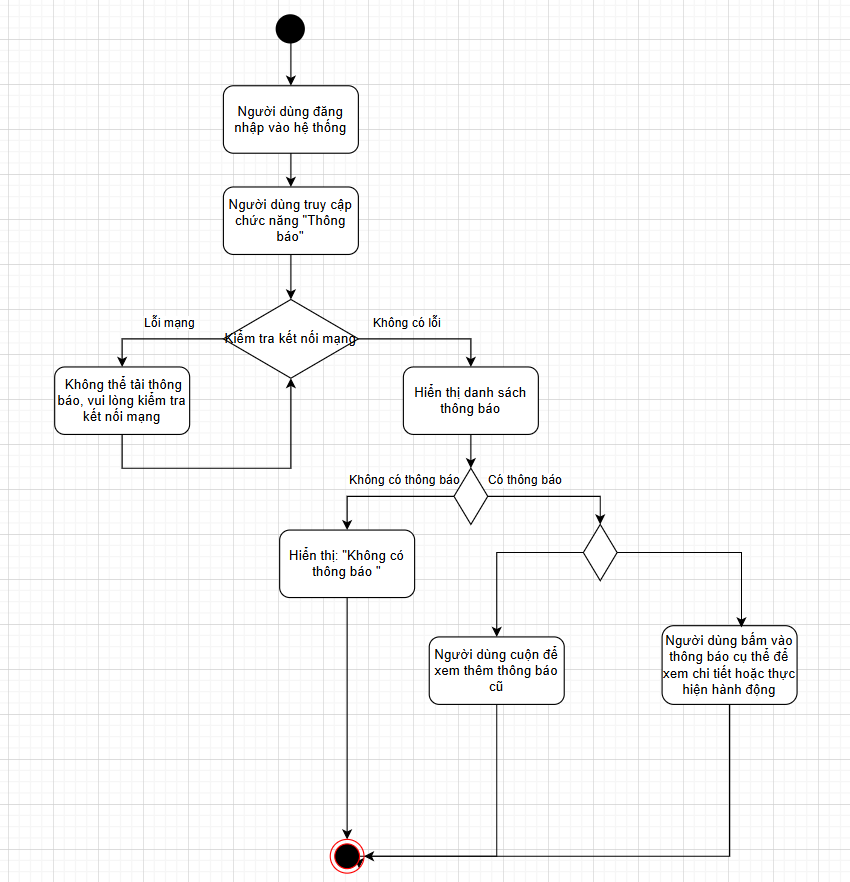 Người dùng đăng
nhập vào hệ thống
Người dùng truy cập
chức năng "Thông
báo"
Lỗi mạng
Không có lỗi
Kiểm tra kết nối mạng
Không thể tải thông
báo, vui lòng kiểm tra
kết nối mạng
Hiển thị danh sách
thông báo
Không có thông báo
Có thông báo
Hiển thị: "Không có
thông báo "
Người dùng cuộn để
xem thêm thông báo
cũ
Người dùng bấm vào
thông báo cụ thể để
xem chi tiết hoặc thực
hiện hành động